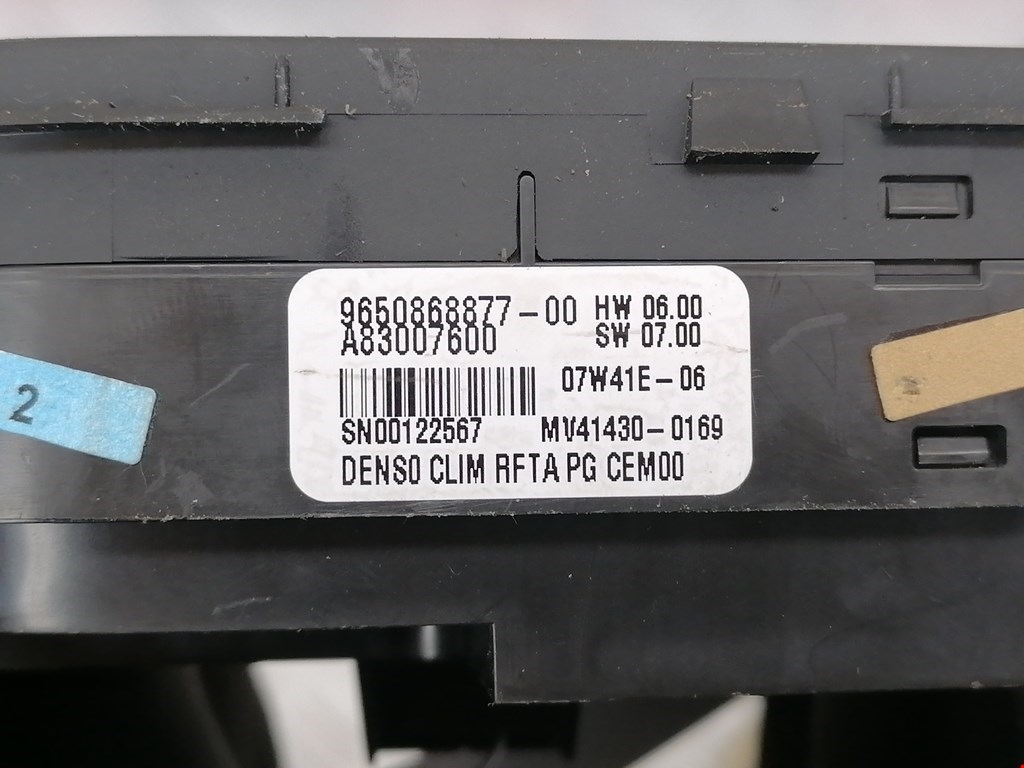 9650868877-00 HW 06.00
A83007600 SW 07.00
07W41E-06
SN00122567 MV41430-0169
DENSO CLIM RFTA PG CEM00
2